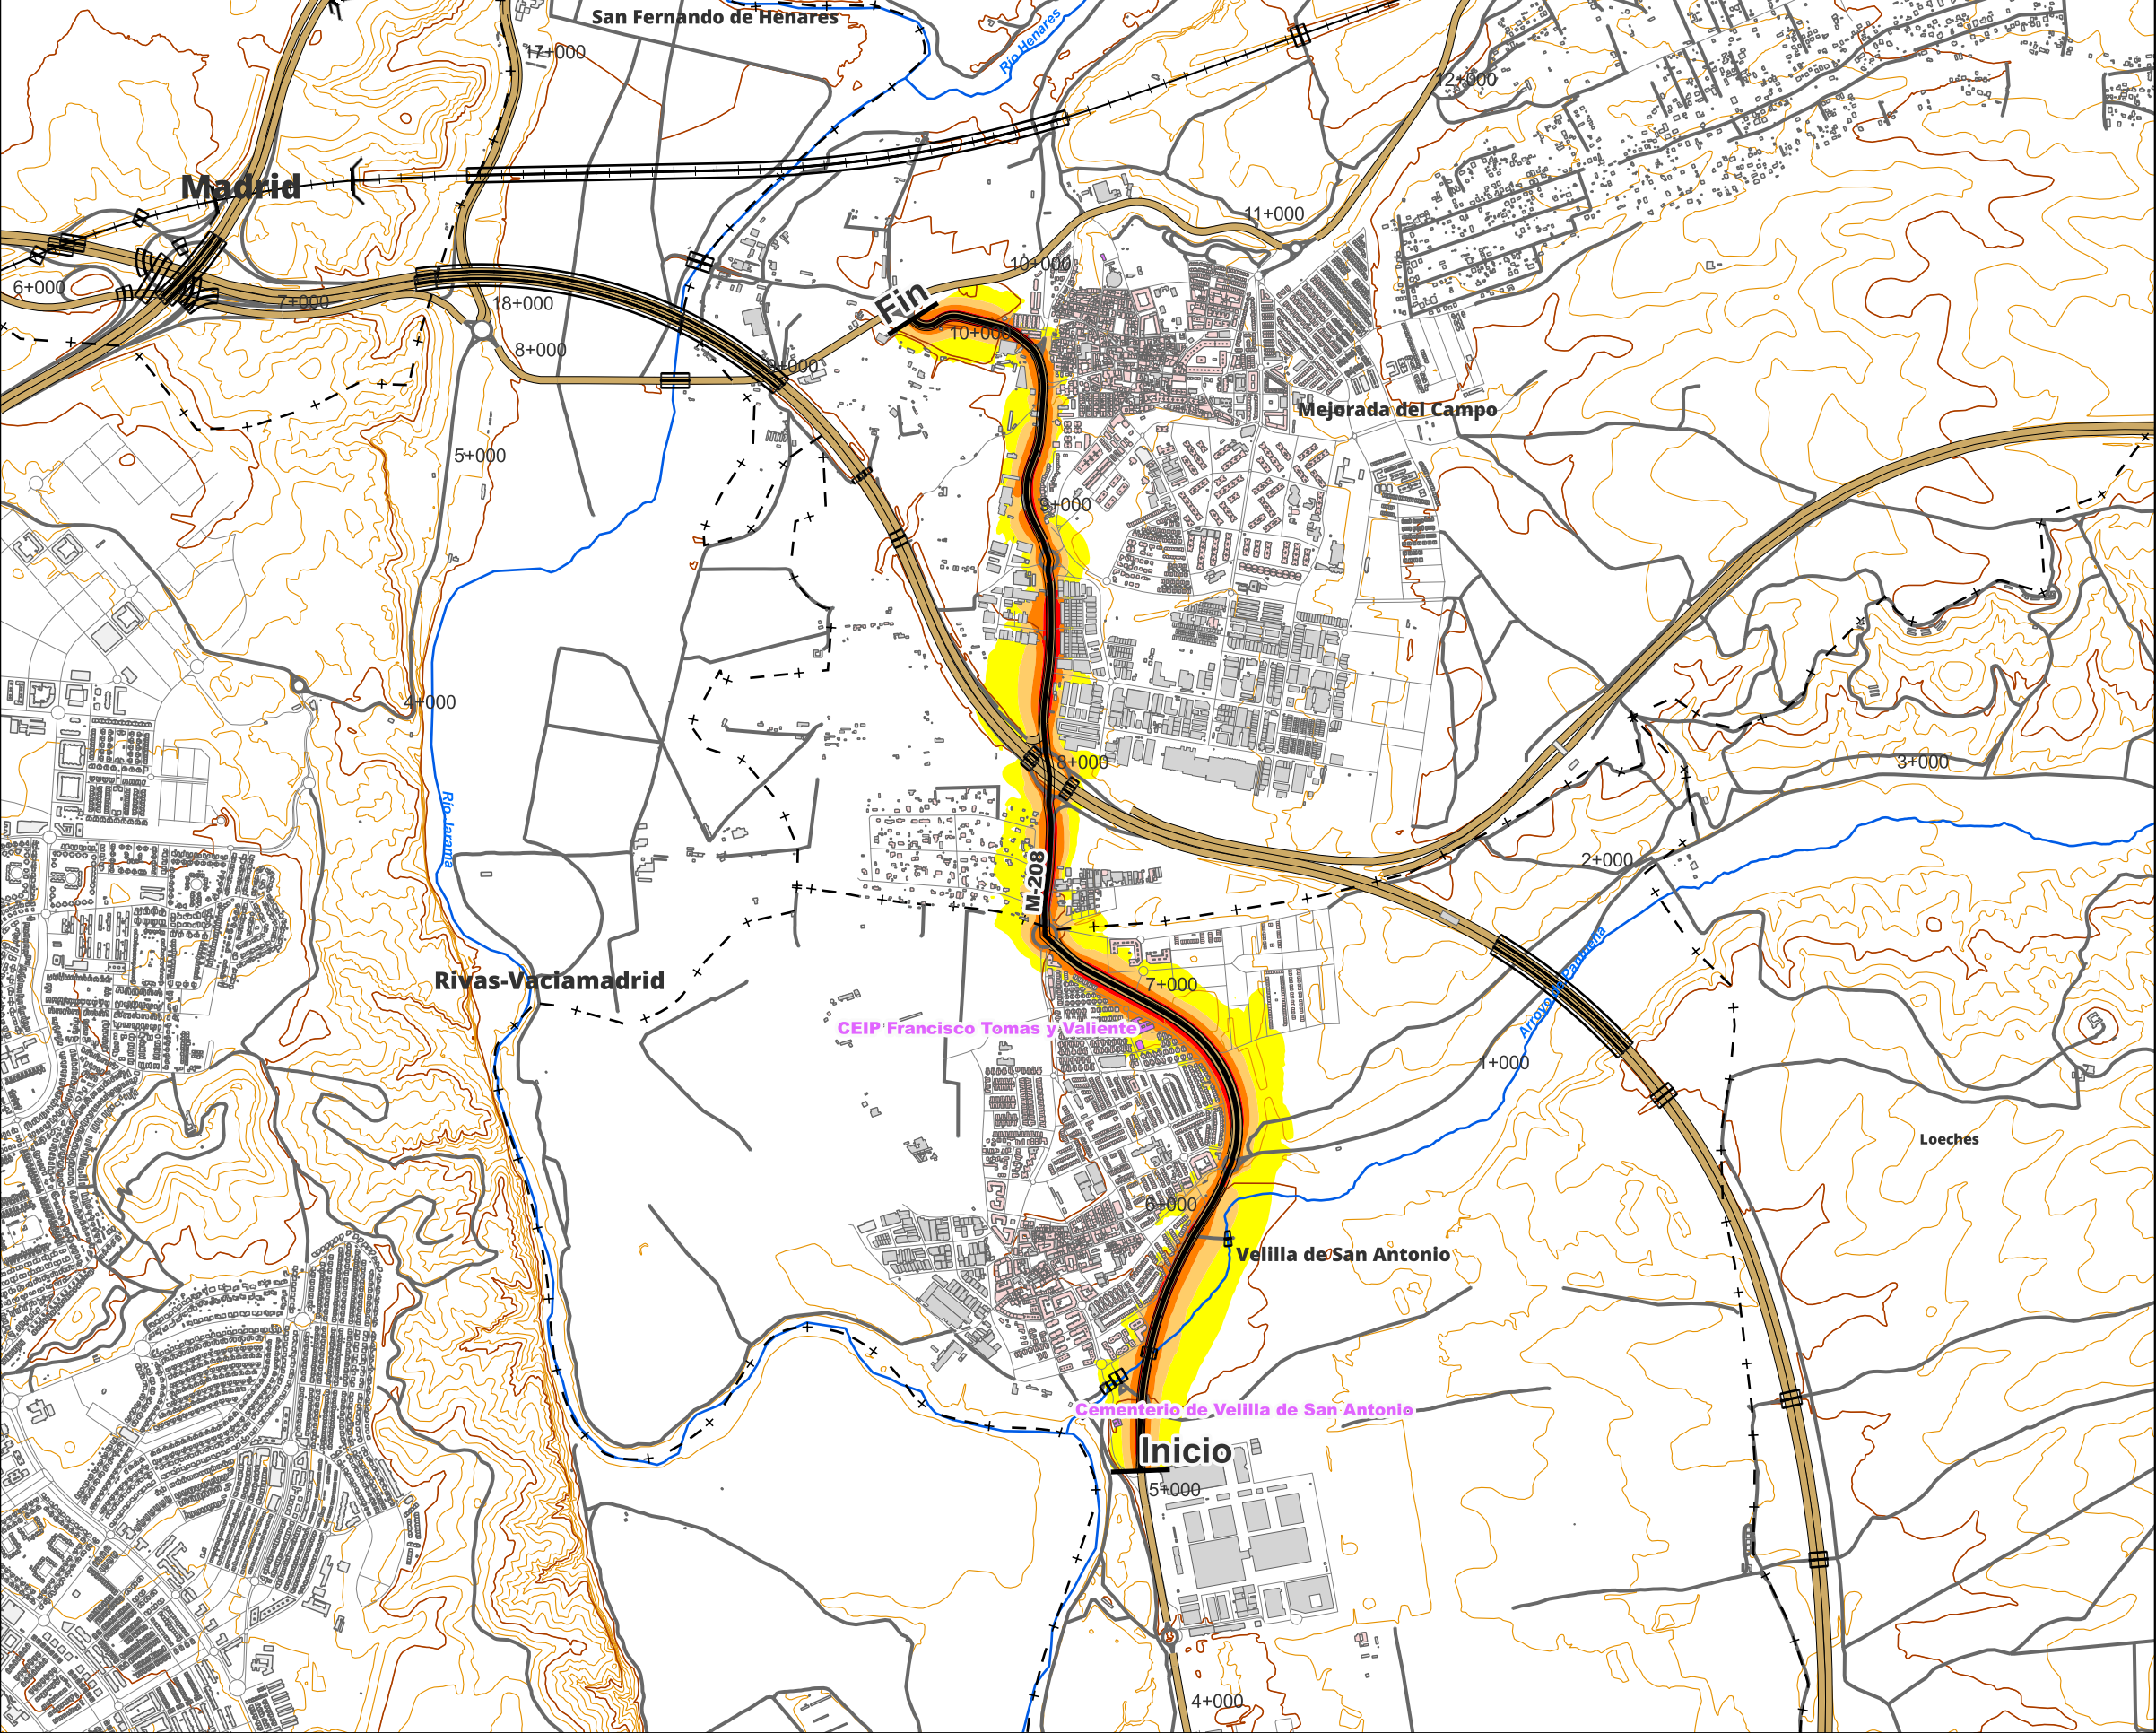 San Fernando de Henares
Río Henares
17+000
12+000
Madrid
11+000
10+000
6+000
7+000
18+000
Fin
10+000
8+000
9+000
Mejorada del Campo
5+000
9+000
4+000
8+000
3+000
Río Jarama
M-208
2+000
Arroyo de Pantueña
Rivas-Vaciamadrid
7+000
CEIP Francisco Tomas y Valiente
1+000
Loeches
6+000
Velilla de San Antonio
Cementerio de Velilla de San Antonio
Inicio
5+000
4+000